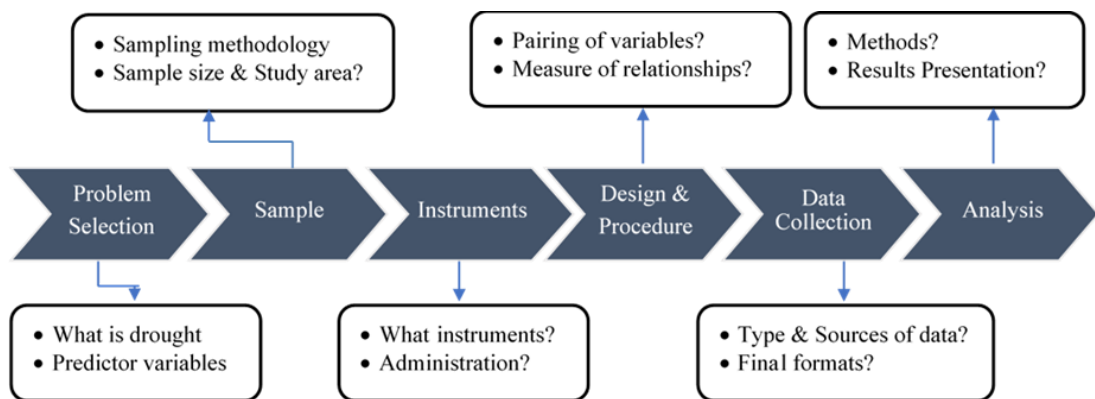 • Sampling methodology
• Sample size & Study area?
• Pairing of variables?
• Measure of relationships?
• Methods?
• Results Presentation?
Problem
Selection
Sample
Instruments
Design &
Procedure
Data
Collection
Analysis
• What is drought
• Predictor variables
• What instruments?
• Administration?
• Type & Sources of data?
• Final formats?